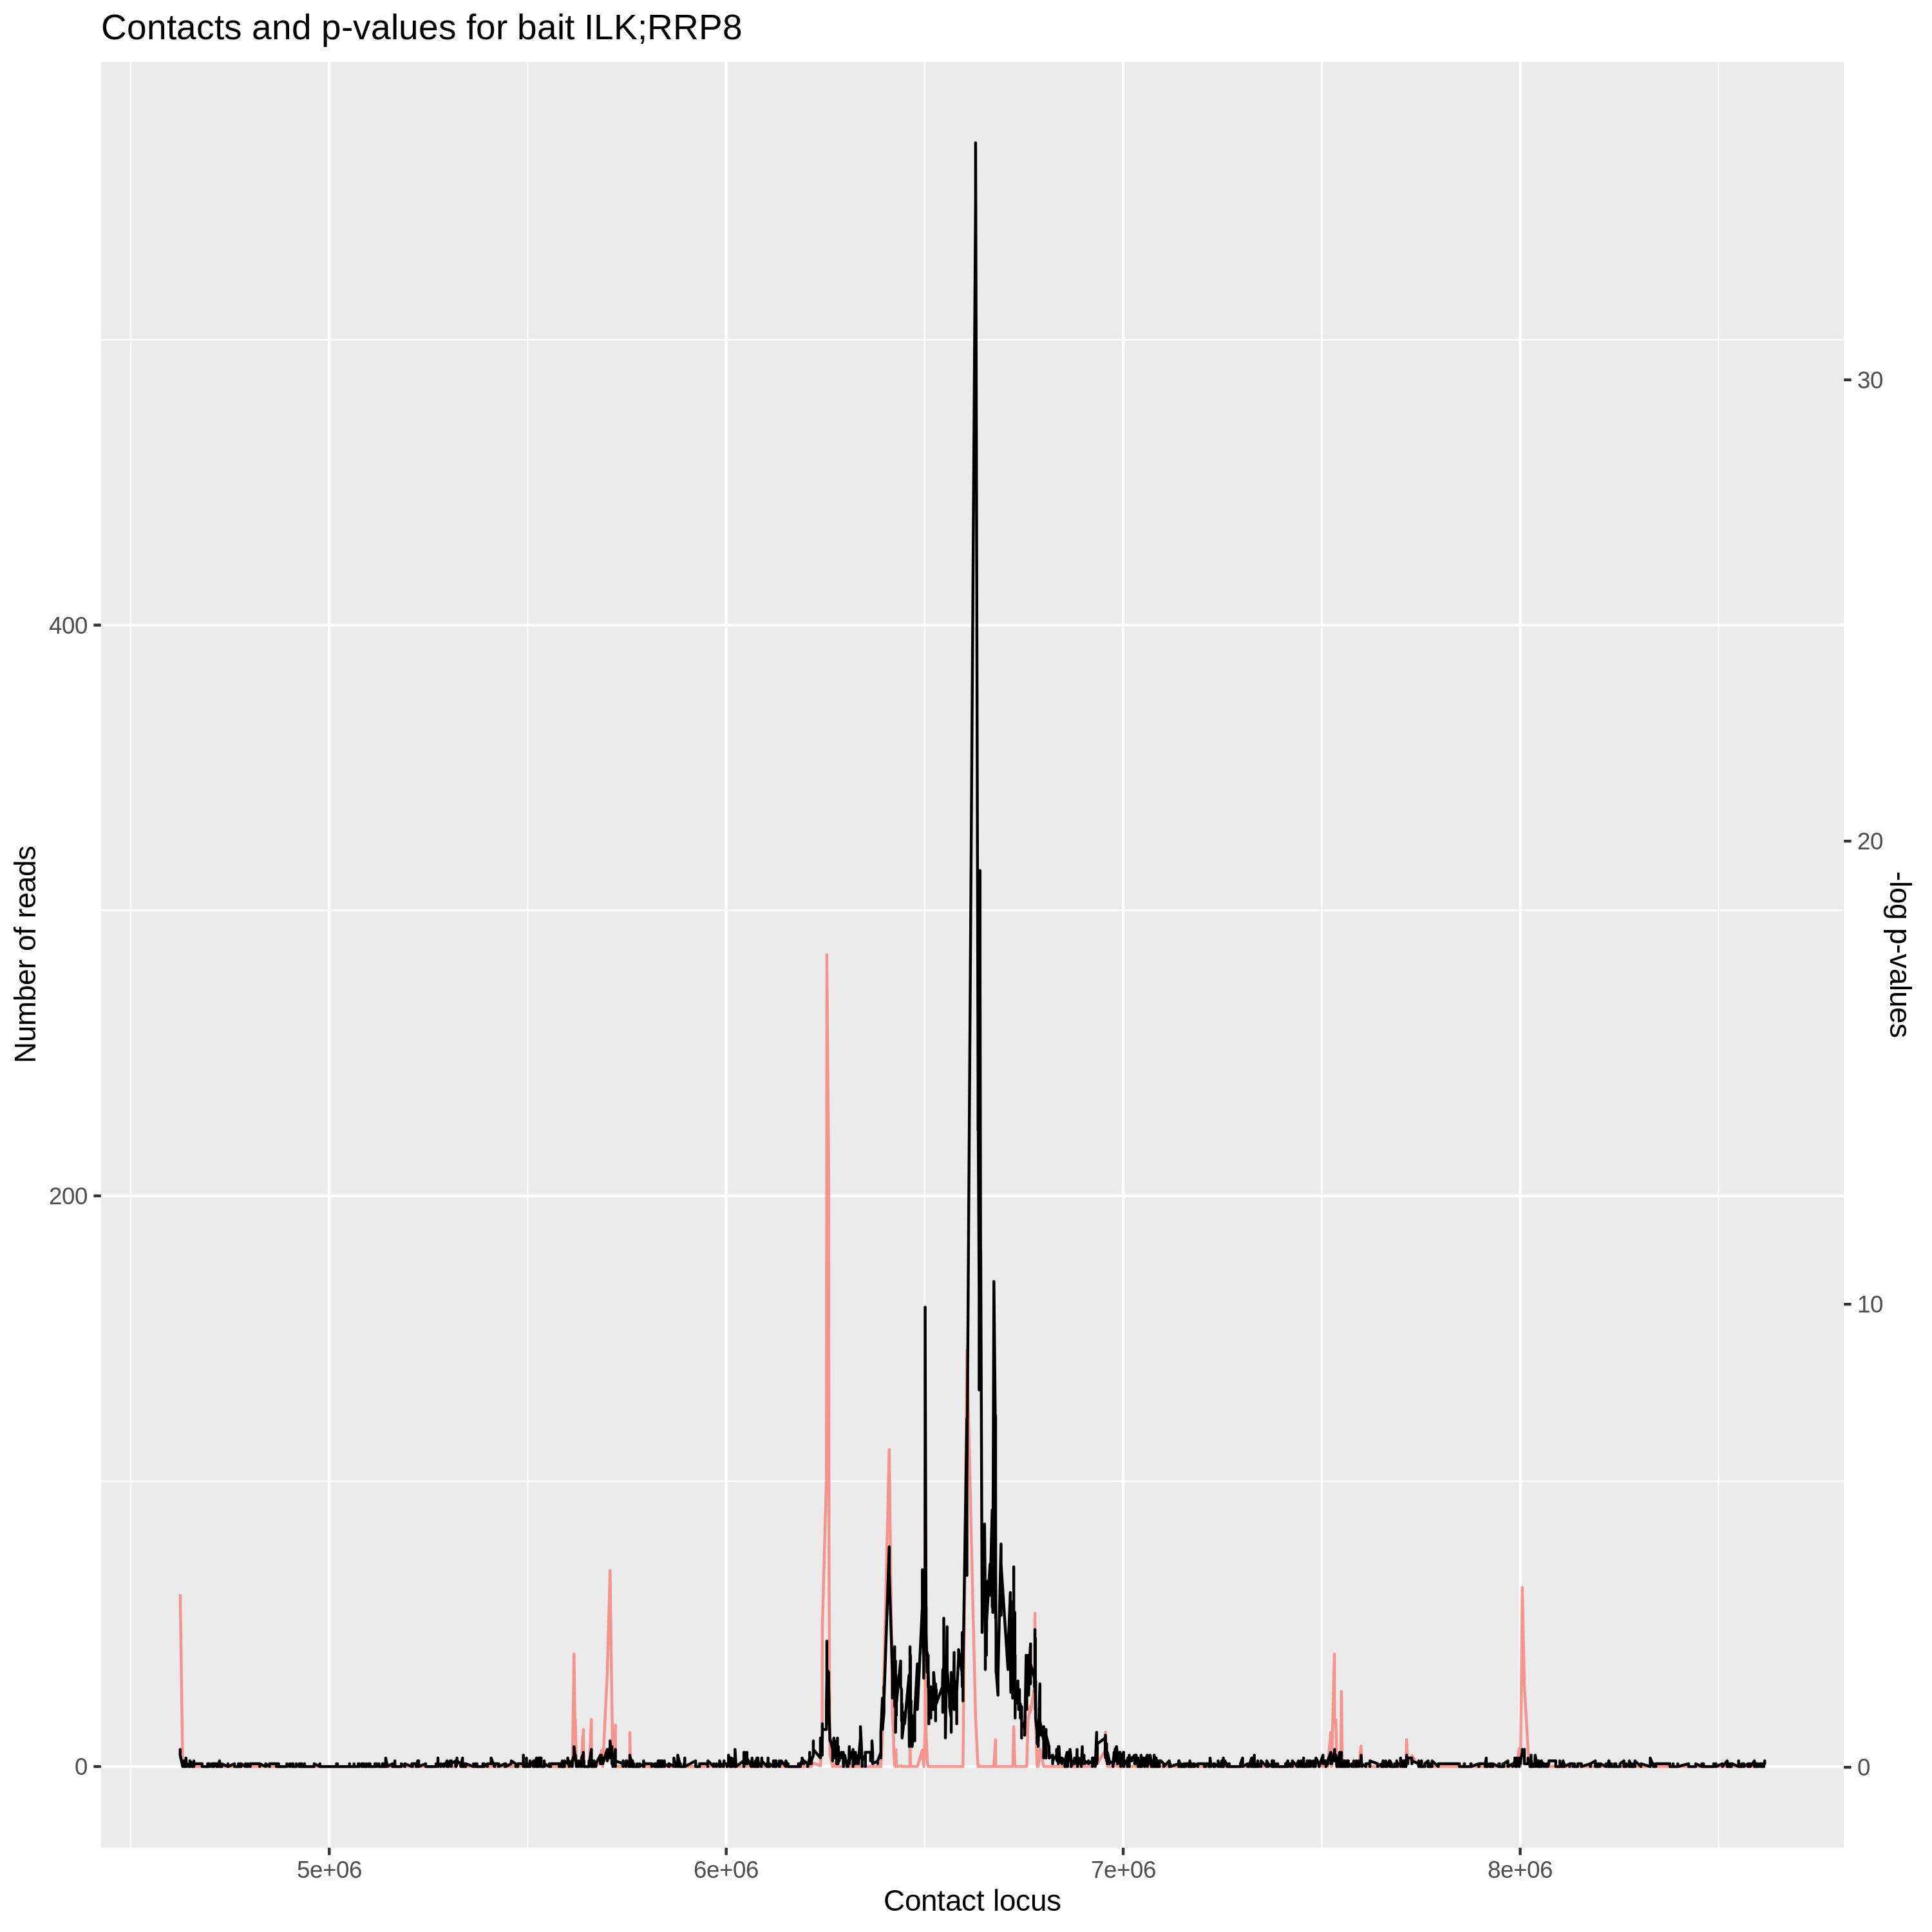 Contacts and p-values for bait ILK;RRP8
Number of reads
400
200
0
30
20
10
0
-log p-values
5e+06
6e+06
7e+06
8e+06
Contact locus